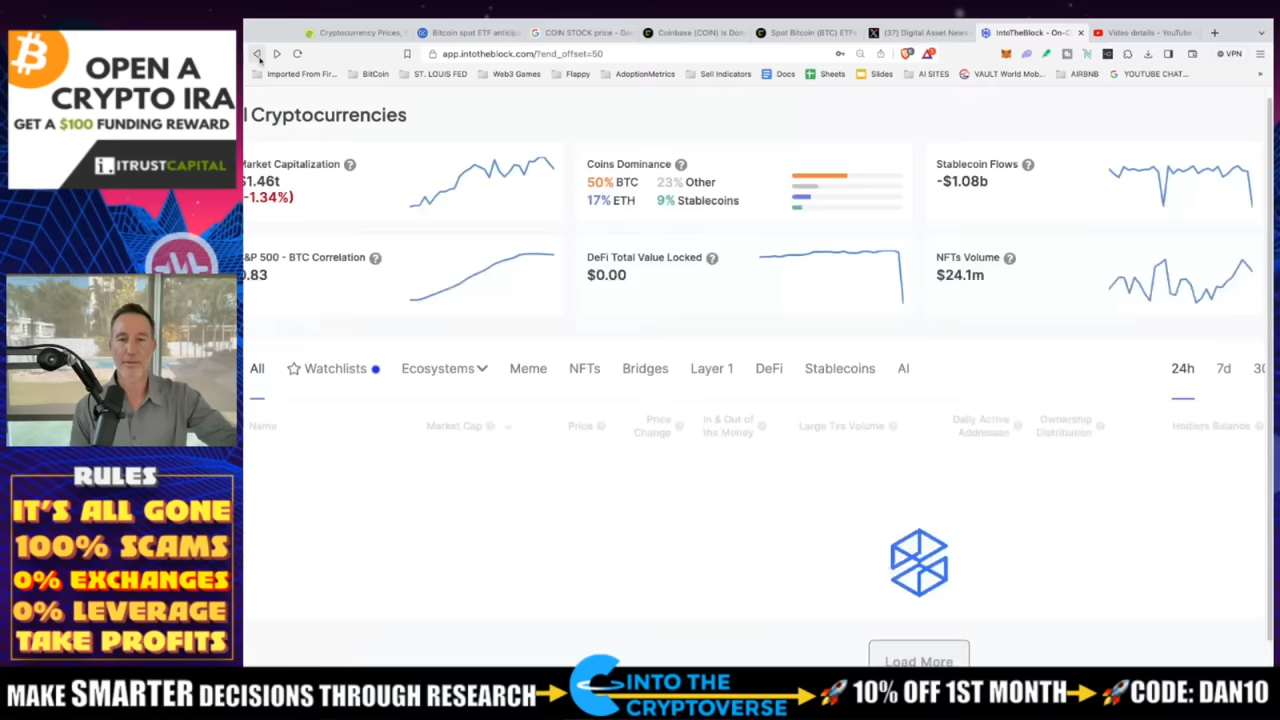 OPEN A
CRYPTO IRA
GET A $100 FUNDING REWARD
ITRUSTCAPITAL
RULES
IT'S ALL GONE
100% SCAMS
0% EXCHANGES
0% LEVERAGE
TAKE PROFITS
Cryptocurrency Prices,
Bitcoin spot ETF anticip
COIN STOCK price - Go
Coinbase (COIN) Is Don
Spot Bitcoin (BTC) ETFs
(37) Digital Asset News
IntoTheBlock - On-C
Video details - YouTube
app.intotheblock.com/?end_offset=50
VPN
Imported From Fir...
BitCoin
ST. LOUIS FED
Web3 Games
Flappy
AdoptionMetrics
Sell Indicators
Docs
Sheets
Slides
AI SITES
VAULT World Mob...
AIRBNB
YOUTUBE CHAT...
l Cryptocurrencies
Market Capitalization
$1.46t
-1.34%)
Coins Dominance
50% BTC 23% Other
17% ETH 9% Stablecoins
Stablecoin Flows
-$1.08b
&P 500 - BTC Correlation
0.83
DeFi Total Value Locked
$0.00
NFTs Volume
$24.1m
All
Watchlists
Ecosystems
Meme
NFTs
Bridges
Layer 1
DeFi
Stablecoins
AI
24h
7d
30
Name
Market Cap
Price
Price
Change
In & Out of
the Money
Large Txs Volume
Daily Active
Addresses
Ownership
Distribution
Hodlers Balance
Load More
MAKE SMARTER DECISIONS THROUGH RESEARCH
INTO THE
CRYPTOVERSE
10% OFF 1ST MONTH
CODE: DAN10